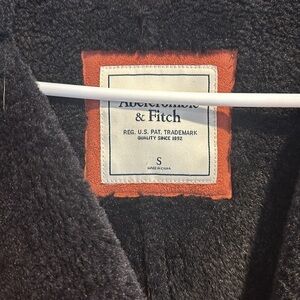 Abercrombie
& Fitch
REG. U.S. PAT. TRADEMARK
QUALITY SINCE 1892
S
MADE IN CHINA